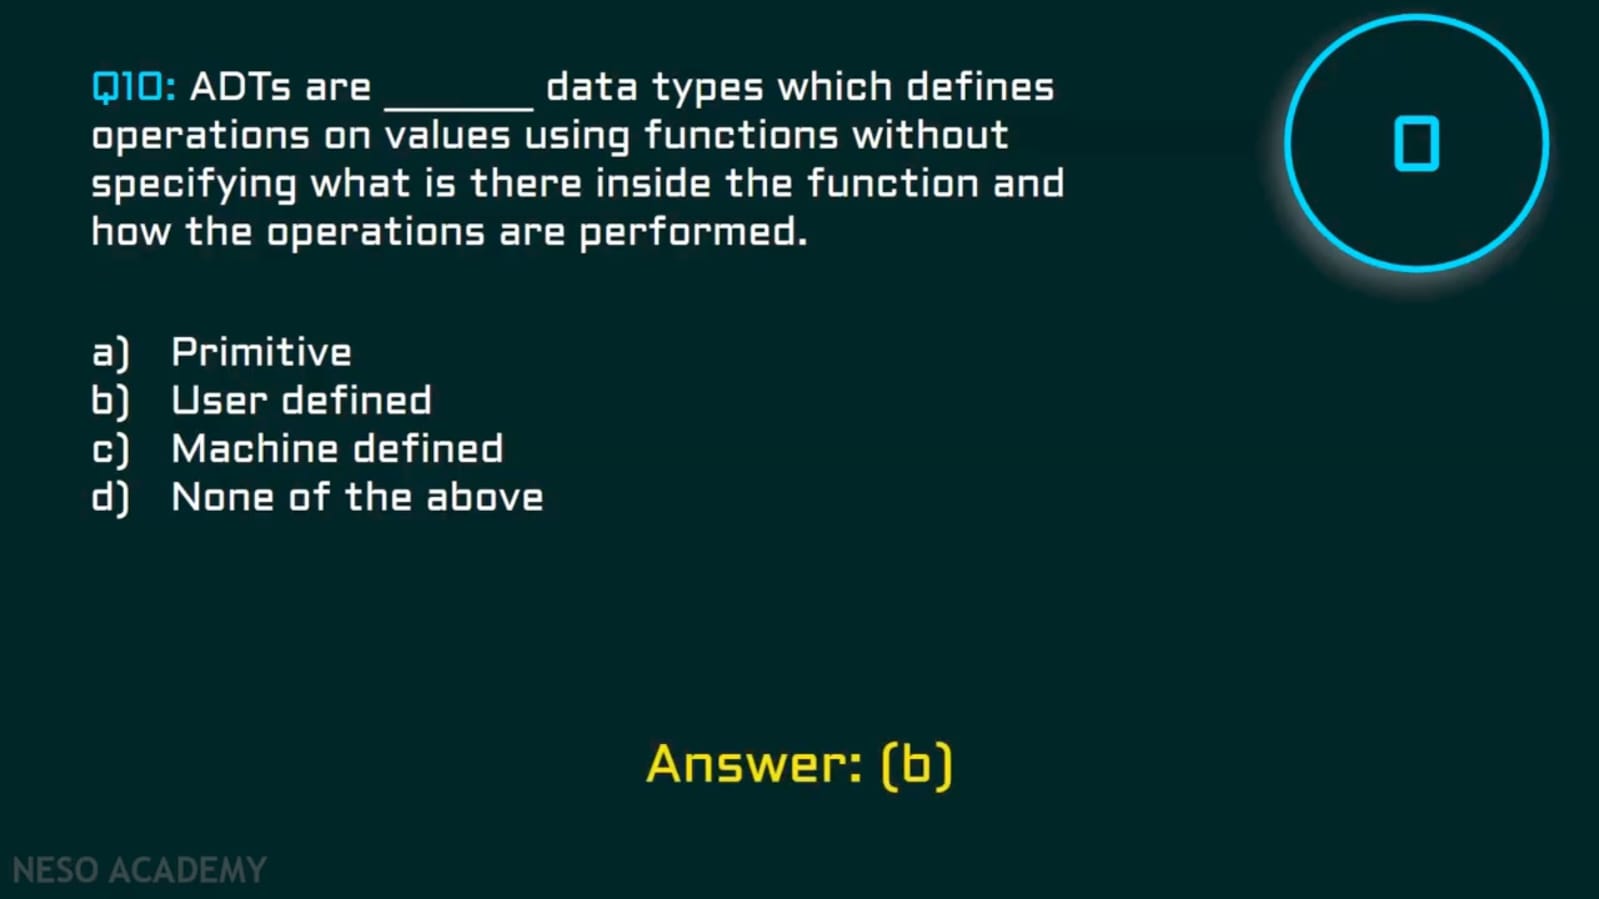 Q10: ADTs are _______ data types which defines
operations on values using functions without
specifying what is there inside the function and
how the operations are performed.
0
a) Primitive
b) User defined
c) Machine defined
d) None of the above
Answer: (b)
NESO ACADEMY